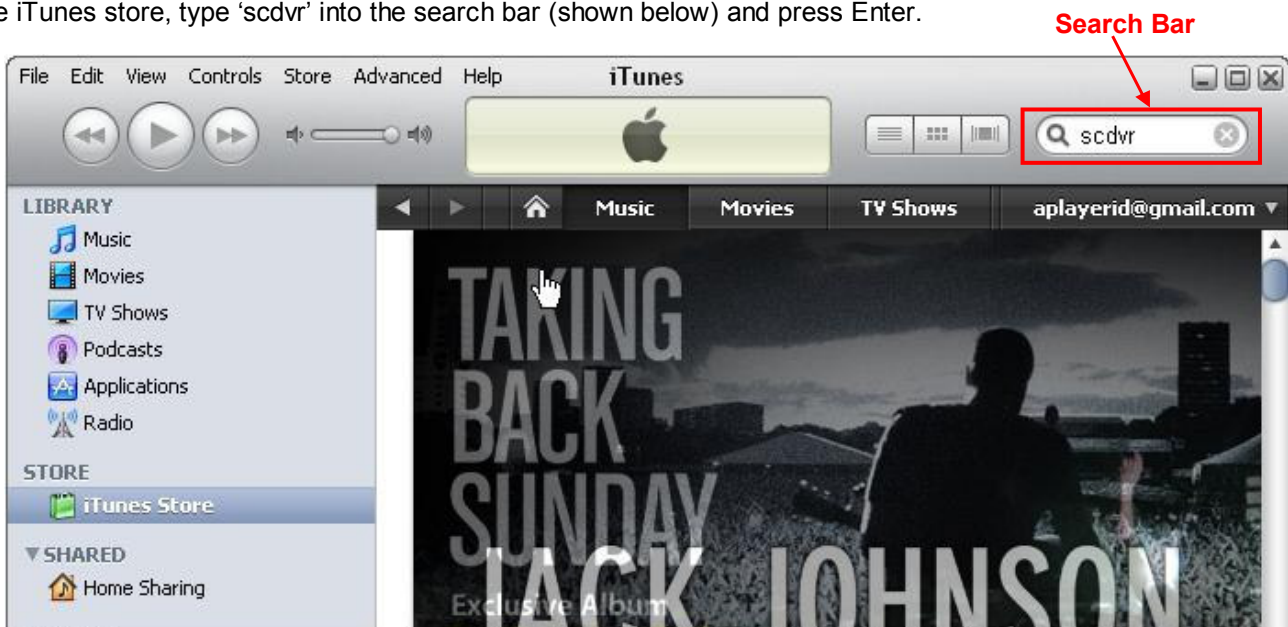 e iTunes store, type ‘scdvr’ into the search bar (shown below) and press Enter.
Search Bar
File Edit View Controls Store Advanced Help iTunes
scdvr
LIBRARY
Music Movies TV Shows aplayerid@gmail.com
Music
Movies
TV Shows
Podcasts
Applications
Radio
STORE
iTunes Store
SHARED
Home Sharing
TAKING
BACK
SUNDAY
JACK JOHNSON
Exclusive Album